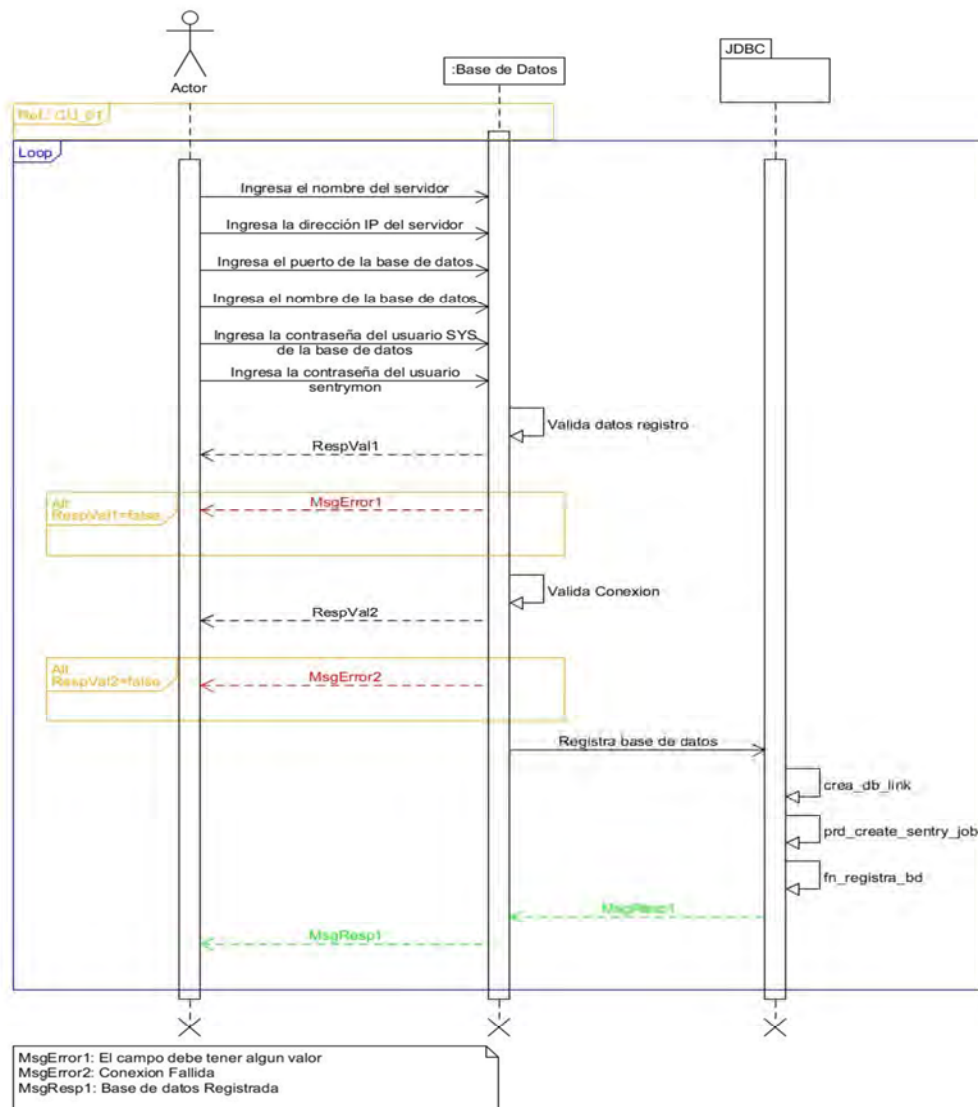 JDBC
:Base de Datos
Actor
Loop
Ingresa el nombre del servidor
Ingresa la dirección IP del servidor
Ingresa el puerto de la base de datos
Ingresa el nombre de la base de datos
Ingresa la contraseña del usuario SYS
de la base de datos
Ingresa la contraseña del usuario
sentrymon
Valida datos registro
RespVal1
Alt
RespVal1=false
MsgError1
Valida Conexion
RespVal2
Alt
RespVal2=false
MsgError2
Registra base de datos
crea_db_link
prd_create_sentry_job
fn_registra_bd
MsgResp1
MsgResp1
MsgError1: El campo debe tener algun valor
MsgError2: Conexion Fallida
MsgResp1: Base de datos Registrada